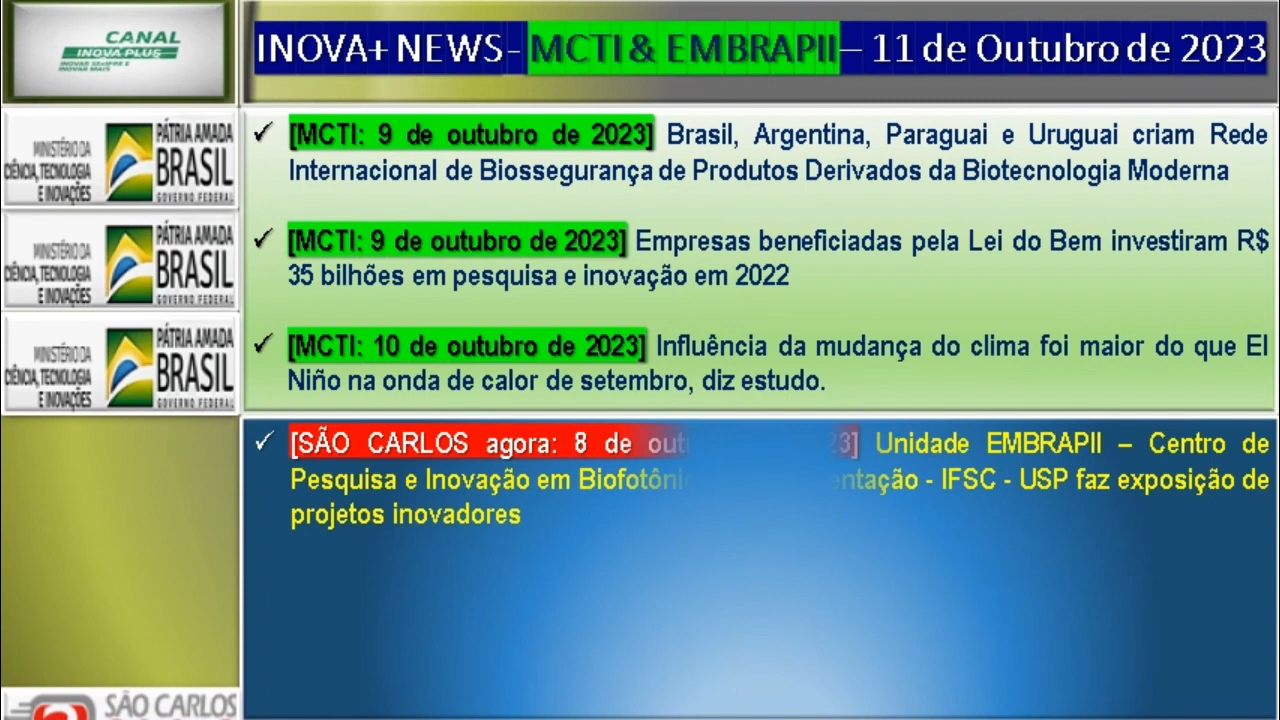 CANAL
INOVA PLUS
INOVAR SEMPRE E
INOVAR MAIS
INOVA+ NEWS- MCTI & EMBRAPII– 11 de Outubro de 2023
MINISTÉRIO DA
CIÊNCIA, TECNOLOGIA
E INOVAÇÕES
PÁTRIA AMADA
BRASIL
GOVERNO FEDERAL
✓ [MCTI: 9 de outubro de 2023] Brasil, Argentina, Paraguai e Uruguai criam Rede
Internacional de Biossegurança de Produtos Derivados da Biotecnologia Moderna
MINISTÉRIO DA
CIÊNCIA, TECNOLOGIA
E INOVAÇÕES
PÁTRIA AMADA
BRASIL
GOVERNO FEDERAL
✓ [MCTI: 9 de outubro de 2023] Empresas beneficiadas pela Lei do Bem investiram R$
35 bilhões em pesquisa e inovação em 2022
MINISTÉRIO DA
CIÊNCIA, TECNOLOGIA
E INOVAÇÕES
PÁTRIA AMADA
BRASIL
GOVERNO FEDERAL
✓ [MCTI: 10 de outubro de 2023] Influência da mudança do clima foi maior do que El
Niño na onda de calor de setembro, diz estudo.
✓ [SÃO CARLOS agora: 8 de Unidade EMBRAPII – Centro de
Pesquisa e Inovação em - IFSC - USP faz exposição de
projetos inovadores
SÃO CARLOS